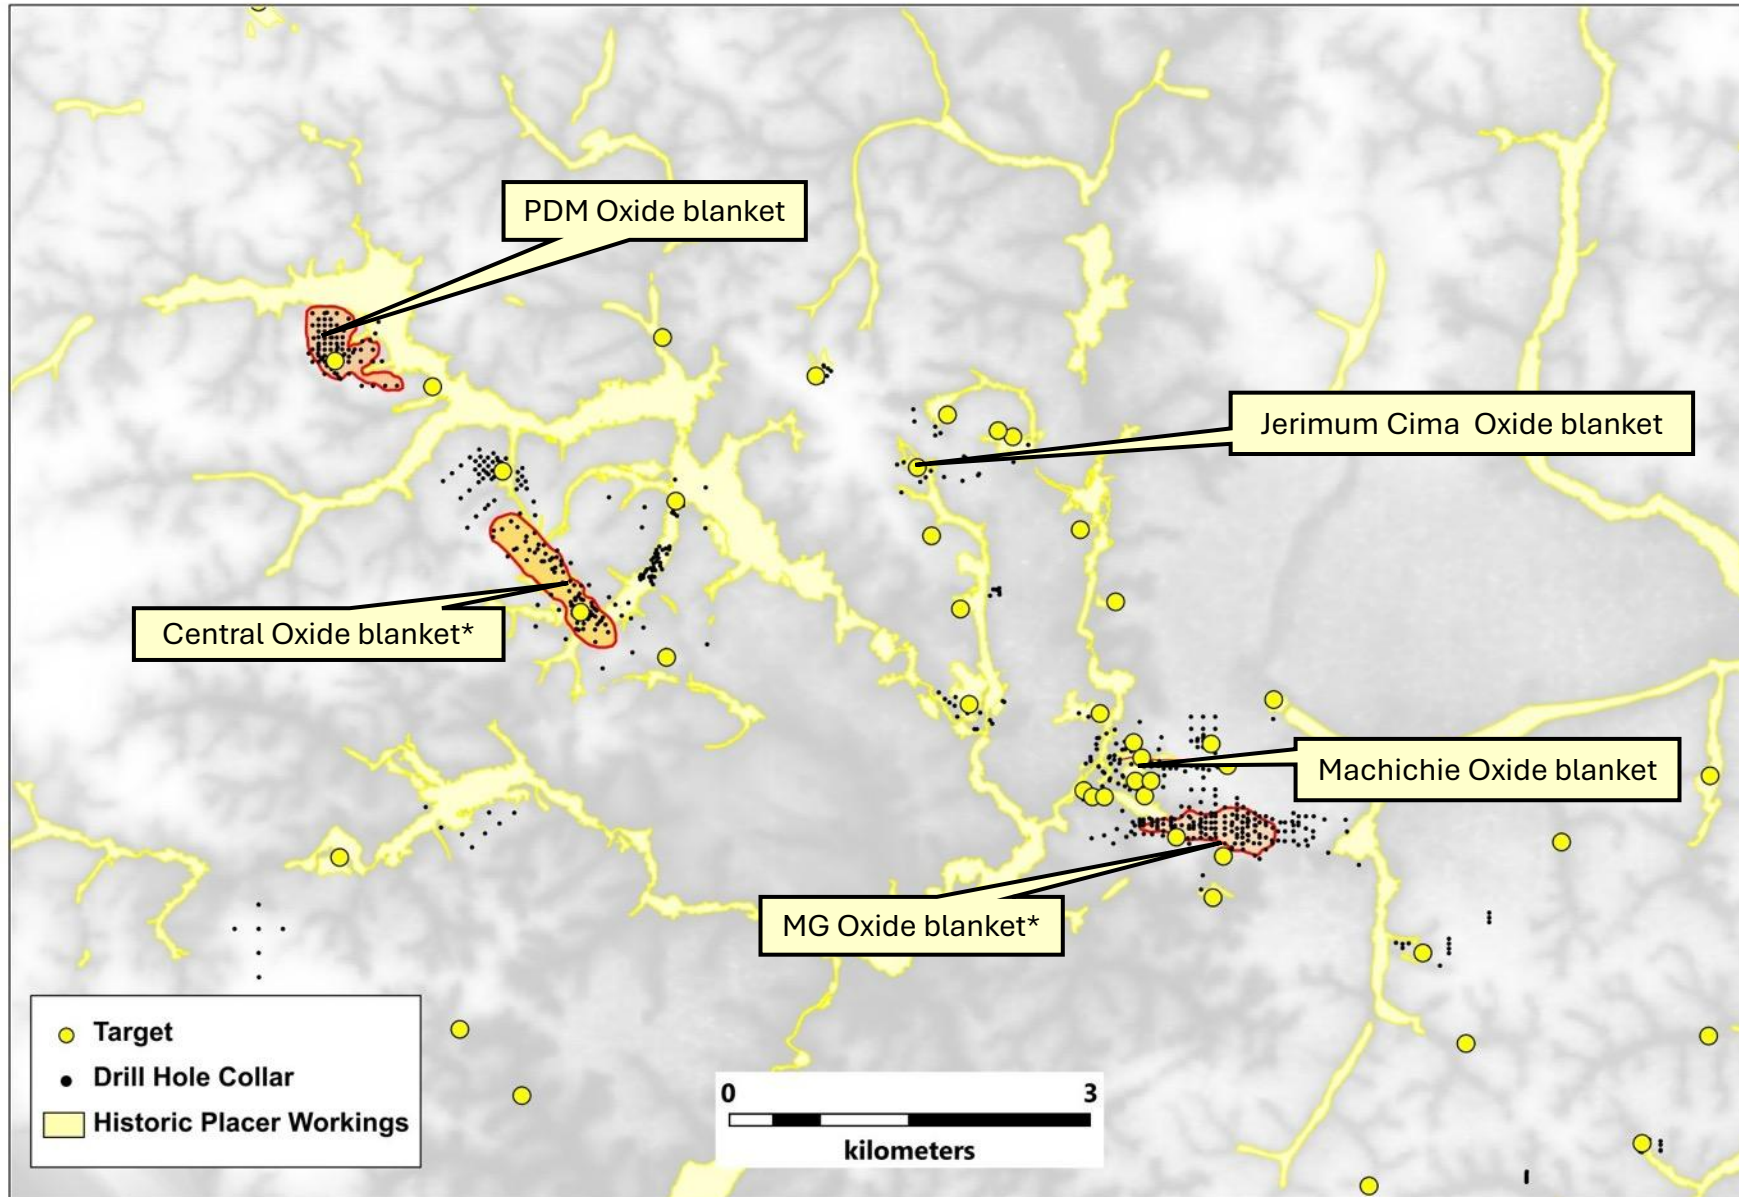 PDM Oxide blanket
Jerimum Cima Oxide blanket
Central Oxide blanket*
Machichie Oxide blanket
MG Oxide blanket*
Target
Drill Hole Collar
Historic Placer Workings
0 3
kilometers